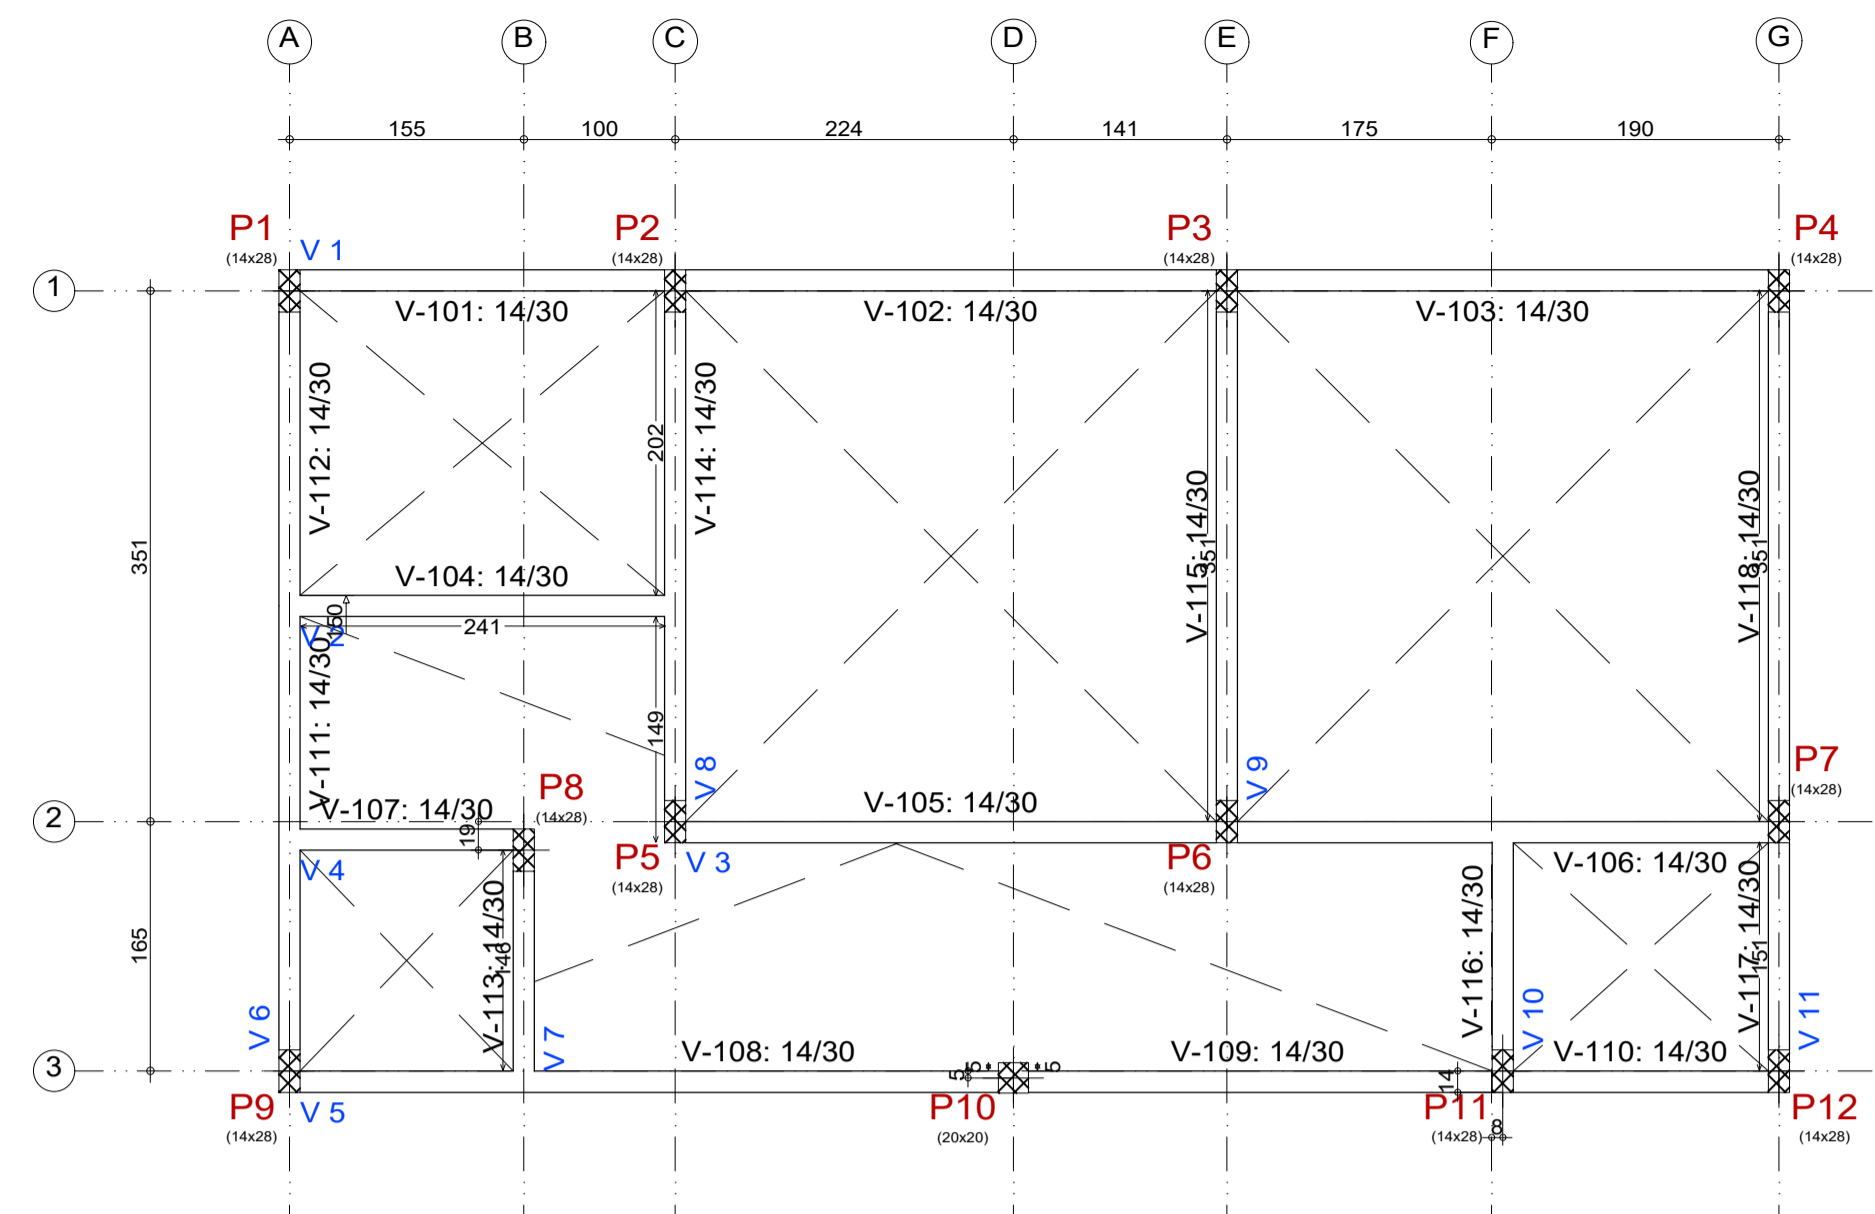 A B C D E F G
155 100 224 141 175 190
P1 P2 P3 P4
V 1
(14x28) (14x28) (14x28) (14x28)
1
V-101: 14/30 V-102: 14/30 V-103: 14/30
V-112: 14/30
202
V-114: 14/30
V-115: 14/30
351
V-118: 14/30
351
351
V-104: 14/30
150
241
V 2
V-111: 14/30
149
V 8
V 9
P7
(14x28)
P8
(14x28)
V-107: 14/30
V-105: 14/30
2
19
P5
(14x28)
V 3
P6
(14x28)
V-106: 14/30
V 4
V-113: 14/30
146
V-116: 14/30
V-117: 14/30
151
165
V 6
V 7
V 10
V 11
V-108: 14/30 V-109: 14/30 V-110: 14/30
3
5 5 5
14
P9 V 5 P10 P11 P12
(14x28) (20x20) (14x28) (14x28)
8